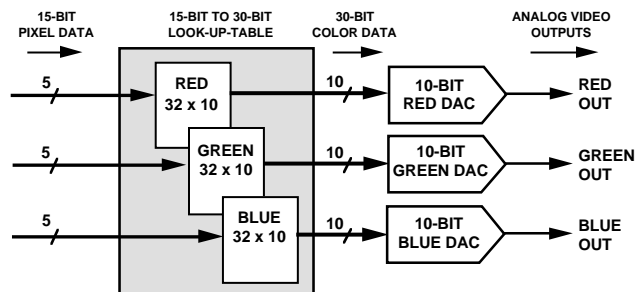 15-BIT
PIXEL DATA
15-BIT TO 30-BIT
LOOK-UP-TABLE
30-BIT
COLOR DATA
ANALOG VIDEO
OUTPUTS
5
RED
32 x 10
10
10-BIT
RED DAC
RED
OUT
5
GREEN
32 x 10
10
10-BIT
GREEN DAC
GREEN
OUT
5
BLUE
32 x 10
10
10-BIT
BLUE DAC
BLUE
OUT